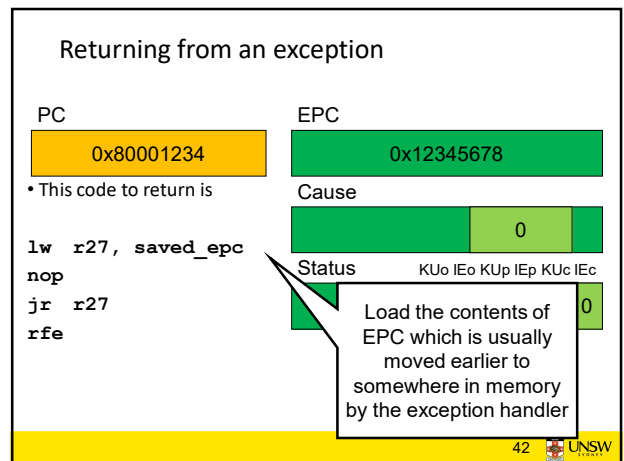 Returning from an exception
PC
EPC
0x80001234
0x12345678
• This code to return is
Cause
0
lw r27, saved_epc
nop
jr r27
rfe
Status
KUo IEo KUp IEp KUc IEc
0
Load the contents of
EPC which is usually
moved earlier to
somewhere in memory
by the exception handler
42
UNSW
SYDNEY